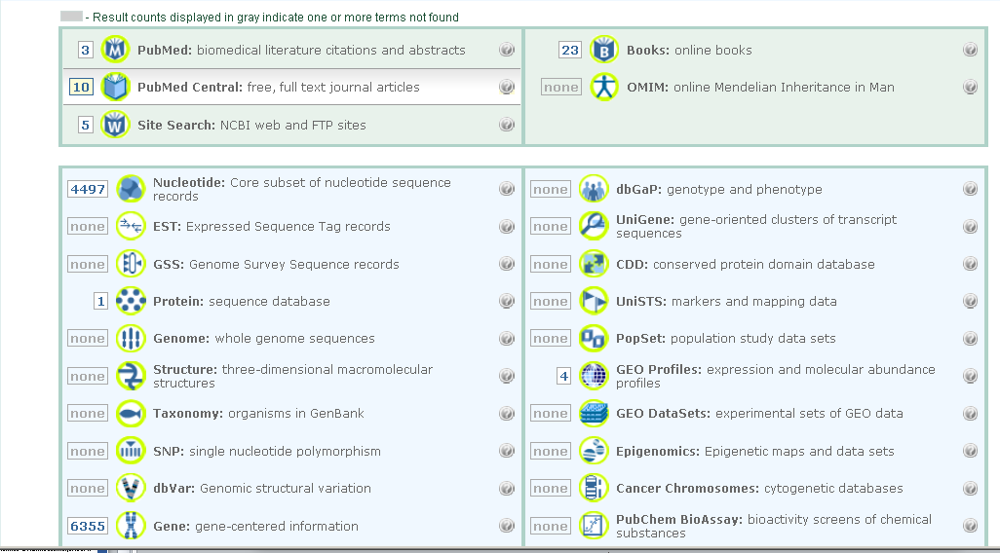 - Result counts displayed in gray indicate one or more terms not found
3 PubMed: biomedical literature citations and abstracts
10 PubMed Central: free, full text journal articles
5 Site Search: NCBI web and FTP sites
23 Books: online books
none OMIM: online Mendelian Inheritance in Man
4497 Nucleotide: Core subset of nucleotide sequence
records
none EST: Expressed Sequence Tag records
none GSS: Genome Survey Sequence records
1 Protein: sequence database
none Genome: whole genome sequences
none Structure: three-dimensional macromolecular
structures
none Taxonomy: organisms in GenBank
none SNP: single nucleotide polymorphism
none dbVar: Genomic structural variation
6355 Gene: gene-centered information
none dbGaP: genotype and phenotype
none UniGene: gene-oriented clusters of transcript
sequences
none CDD: conserved protein domain database
none UniSTS: markers and mapping data
none PopSet: population study data sets
4 GEO Profiles: expression and molecular abundance
profiles
none GEO DataSets: experimental sets of GEO data
none Epigenomics: Epigenetic maps and data sets
none Cancer Chromosomes: cytogenetic databases
none PubChem BioAssay: bioactivity screens of chemical
substances